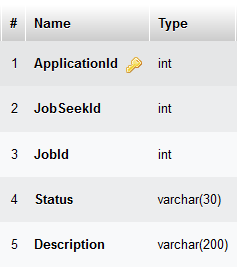 # Name Type
1 ApplicationId int
2 JobSeekId int
3 JobId int
4 Status varchar(30)
5 Description varchar(200)